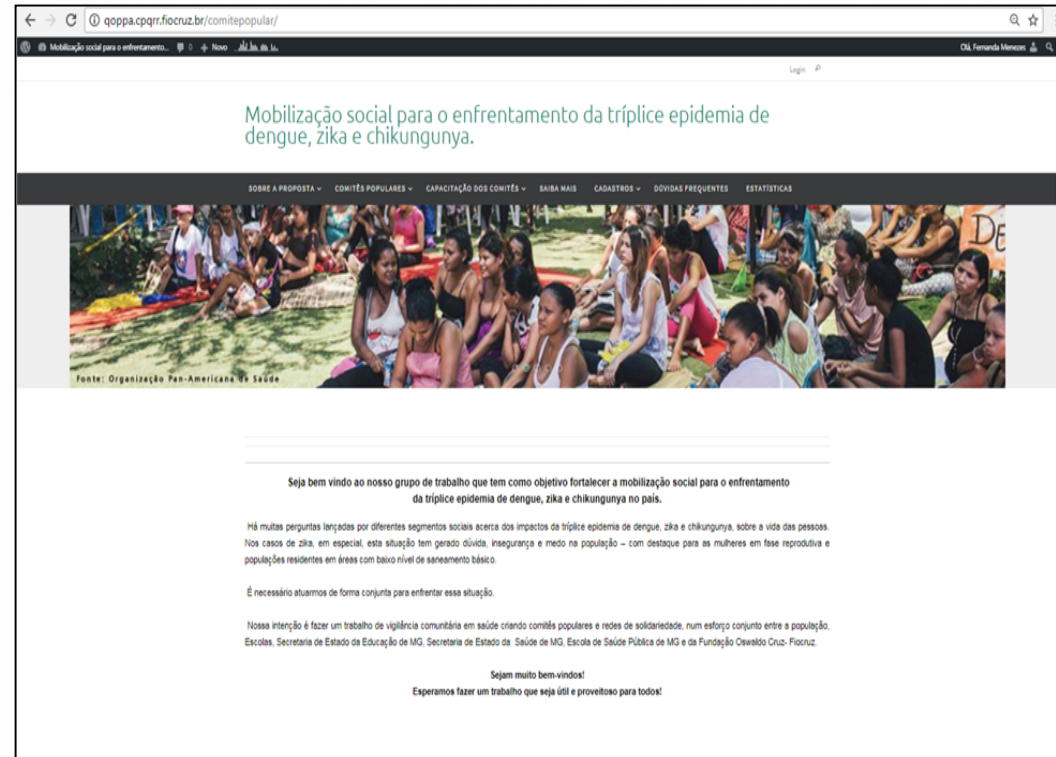 qoppa.cpqrr.fiocruz.br/comitepopular/
Mobilização social para o enfrentamento... 0 + Novo
Olá, Fernanda Menezes
Login
Mobilização social para o enfrentamento da tríplice epidemia de
dengue, zika e chikungunya.
SOBRE A PROPOSTA COMITÊS POPULARES CAPACITAÇÃO DOS COMITÊS SAIBA MAIS CADASTROS DÚVIDAS FREQUENTES ESTATÍSTICAS
DE
Fonte: Organização Pan-Americana de Saúde
Seja bem vindo ao nosso grupo de trabalho que tem como objetivo fortalecer a mobilização social para o enfrentamento
da tríplice epidemia de dengue, zika e chikungunya no país.
Há muitas perguntas lançadas por diferentes segmentos sociais acerca dos impactos da tríplice epidemia de dengue, zika e chikungunya, sobre a vida das pessoas.
Nos casos de zika, em especial, esta situação tem gerado dúvida, insegurança e medo na população – com destaque para as mulheres em fase reprodutiva e
populações residentes em áreas com baixo nível de saneamento básico.
É necessário atuarmos de forma conjunta para enfrentar essa situação.
Nossa intenção é fazer um trabalho de vigilância comunitária em saúde criando comitês populares e redes de solidariedade, num esforço conjunto entre a população,
Escolas, Secretaria de Estado da Educação de MG, Secretaria de Estado da Saúde de MG, Escola de Saúde Pública de MG e da Fundação Oswaldo Cruz- Fiocruz.
Sejam muito bem-vindos!
Esperamos fazer um trabalho que seja útil e proveitoso para todos!